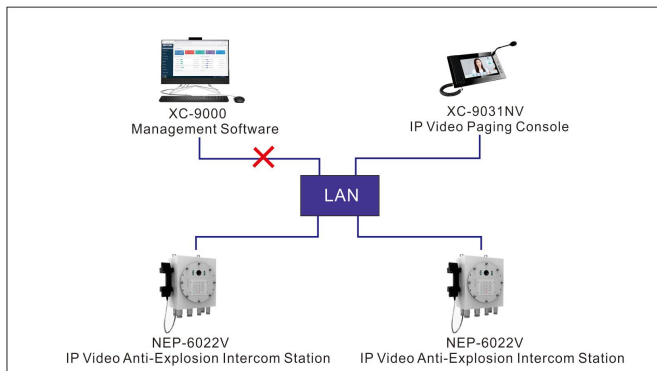 XC-9000
Management Software
XC-9031NV
IP Video Paging Console
LAN
NEP-6022V
IP Video Anti-Explosion Intercom Station
NEP-6022V
IP Video Anti-Explosion Intercom Station